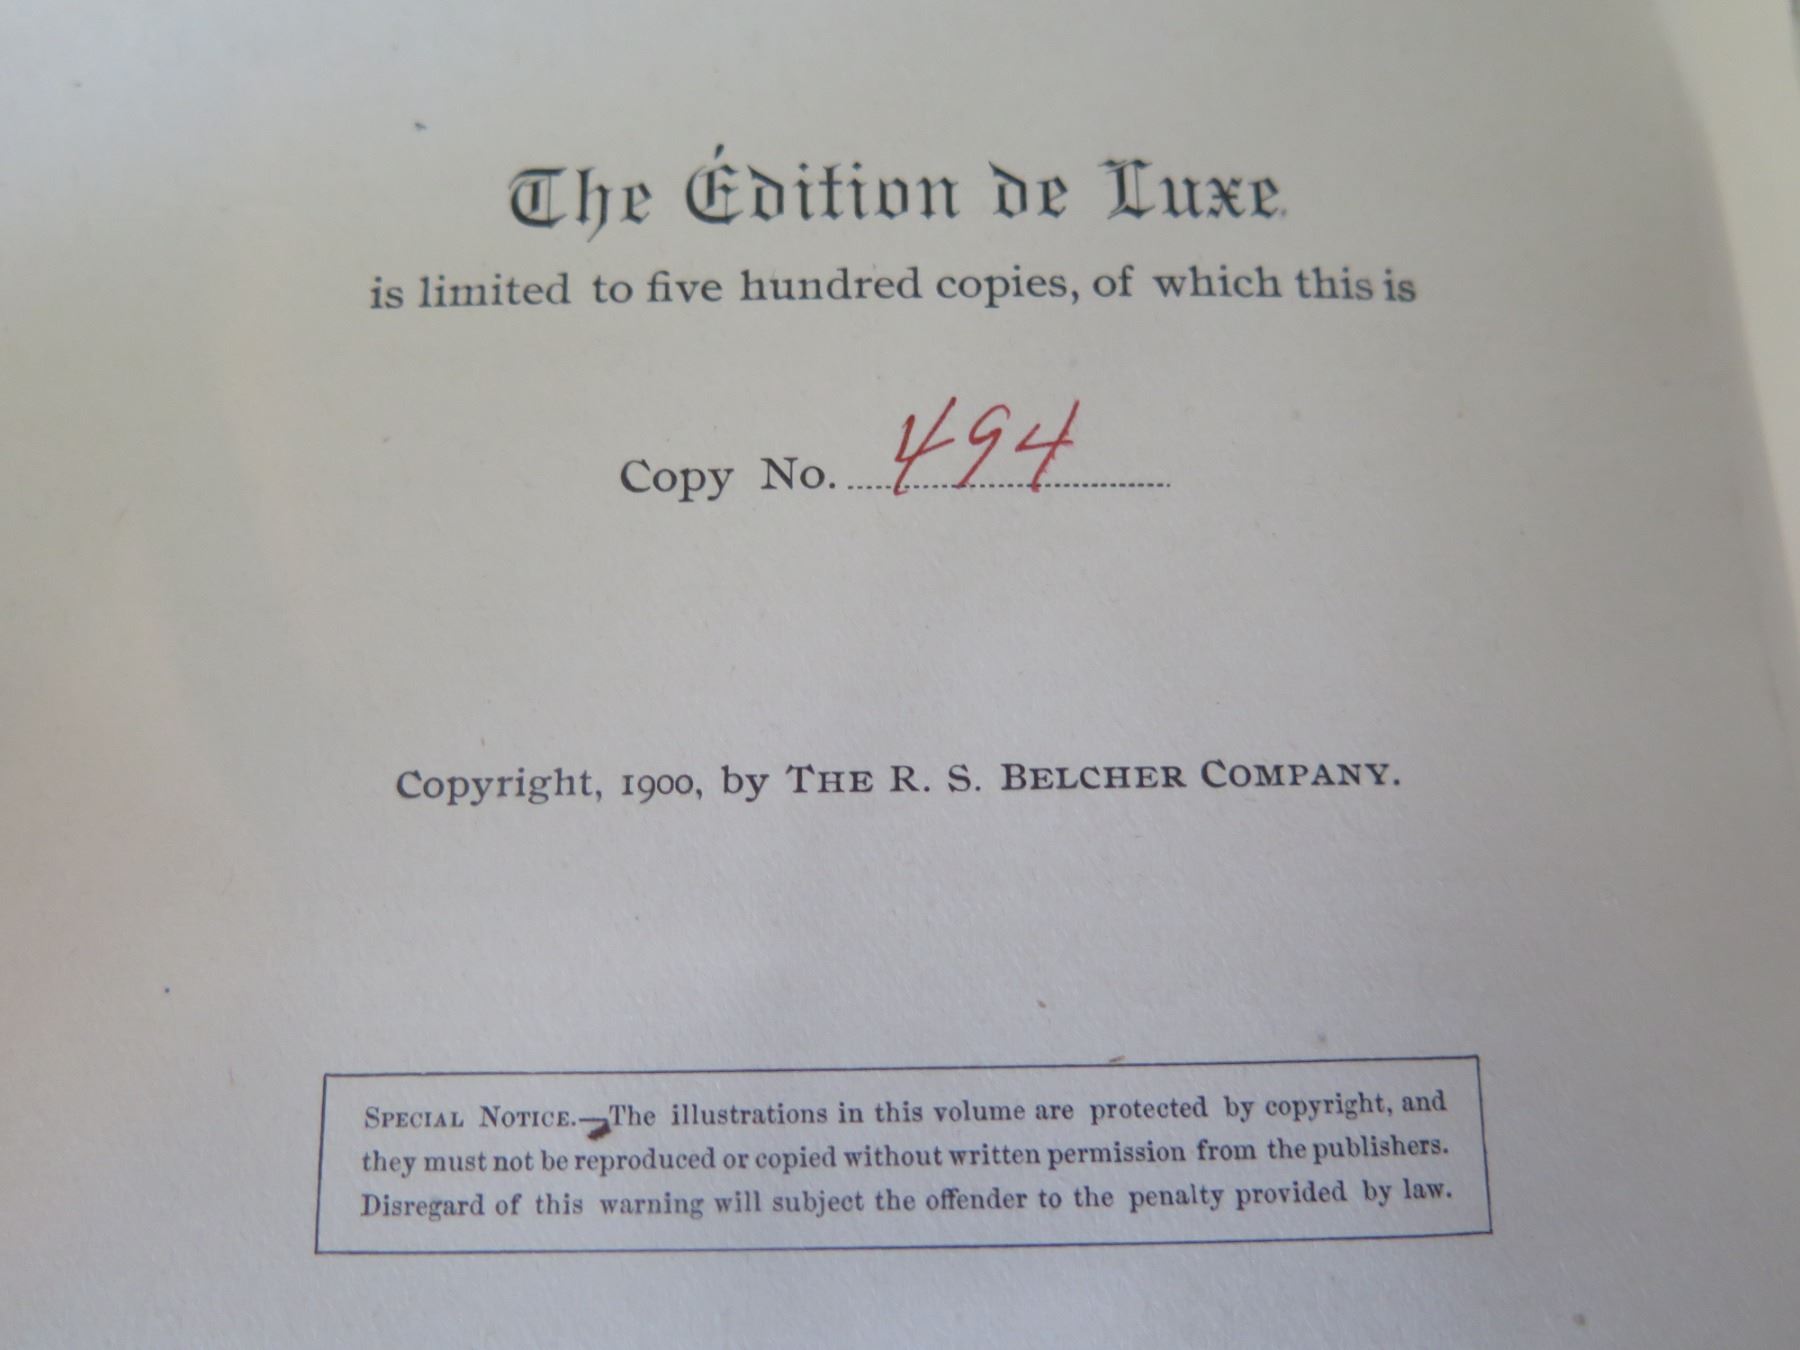 The Édition de Luxe
is limited to five hundred copies, of which this is
Copy No. 494
Copyright, 1900, by THE R. S. BELCHER COMPANY.
SPECIAL NOTICE.—The illustrations in this volume are protected by copyright, and
they must not be reproduced or copied without written permission from the publishers.
Disregard of this warning will subject the offender to the penalty provided by law.